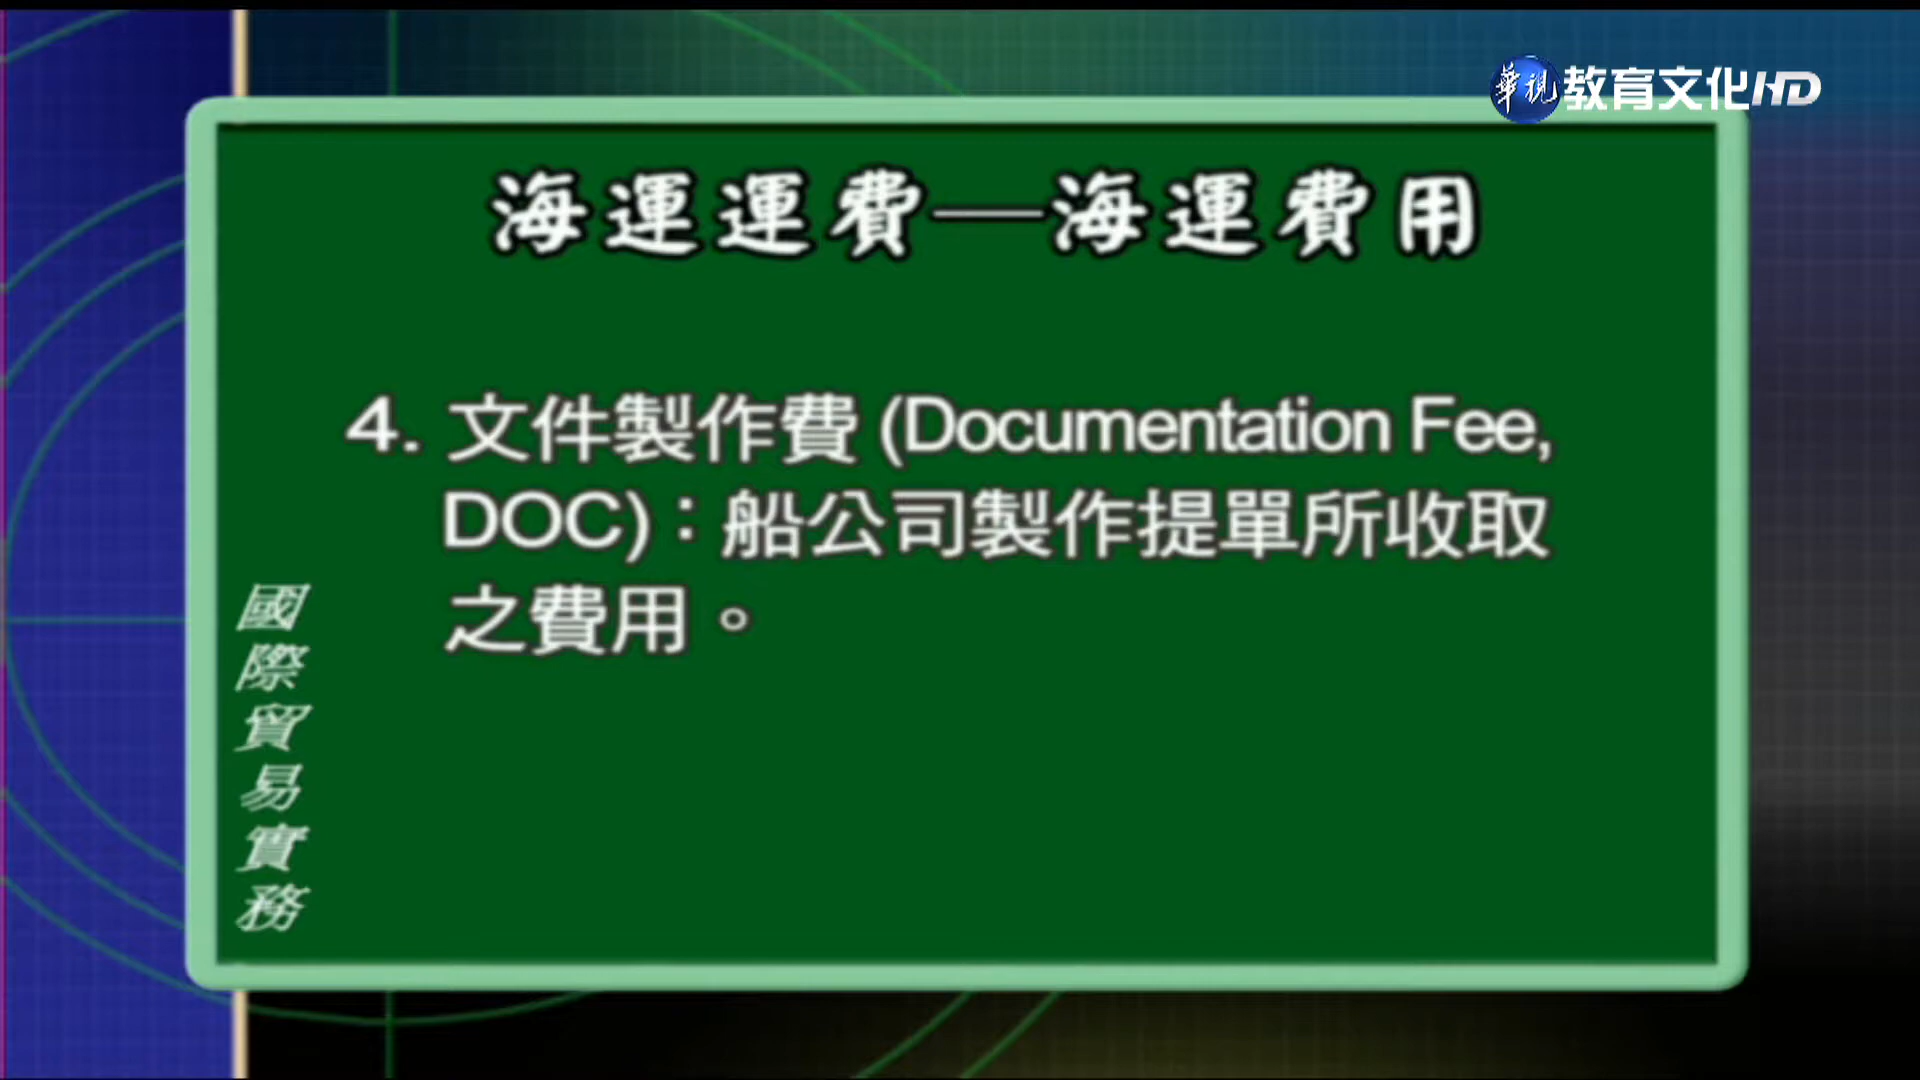 華視 教育文化HD
海運運費—海運費用
4. 文件製作費 (Documentation Fee,
DOC)：船公司製作提單所收取
之費用。
國際貿易實務